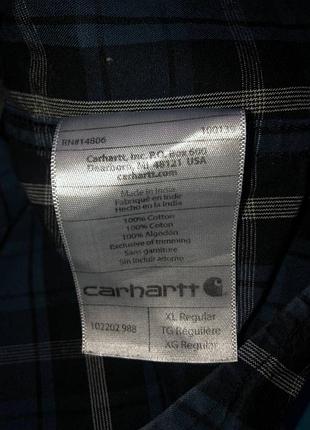 RN#14806 100139
Carhartt, Inc. P.O. Box 600
Dearborn, MI 48121 USA
carhartt.com
Made in India
Fabriqué en Inde
Hecho en la India
100% Cotton
100% Coton
100% Algodón
Exclusive of trimming
Sans garniture
Sin incluir adorno
carhartt
102202 988
XL Regular
TG Régulière
XG Regular